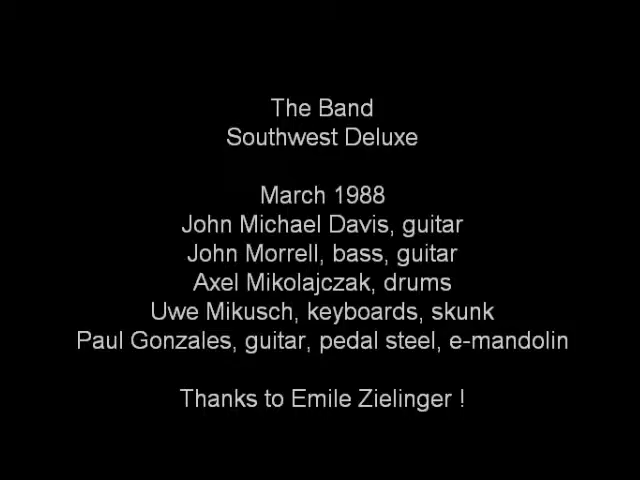 The Band
Southwest Deluxe
March 1988
John Michael Davis, guitar
John Morrell, bass, guitar
Axel Mikolajczak, drums
Uwe Mikusch, keyboards, skunk
Paul Gonzales, guitar, pedal steel, e-mandolin
Thanks to Emile Zielinger !